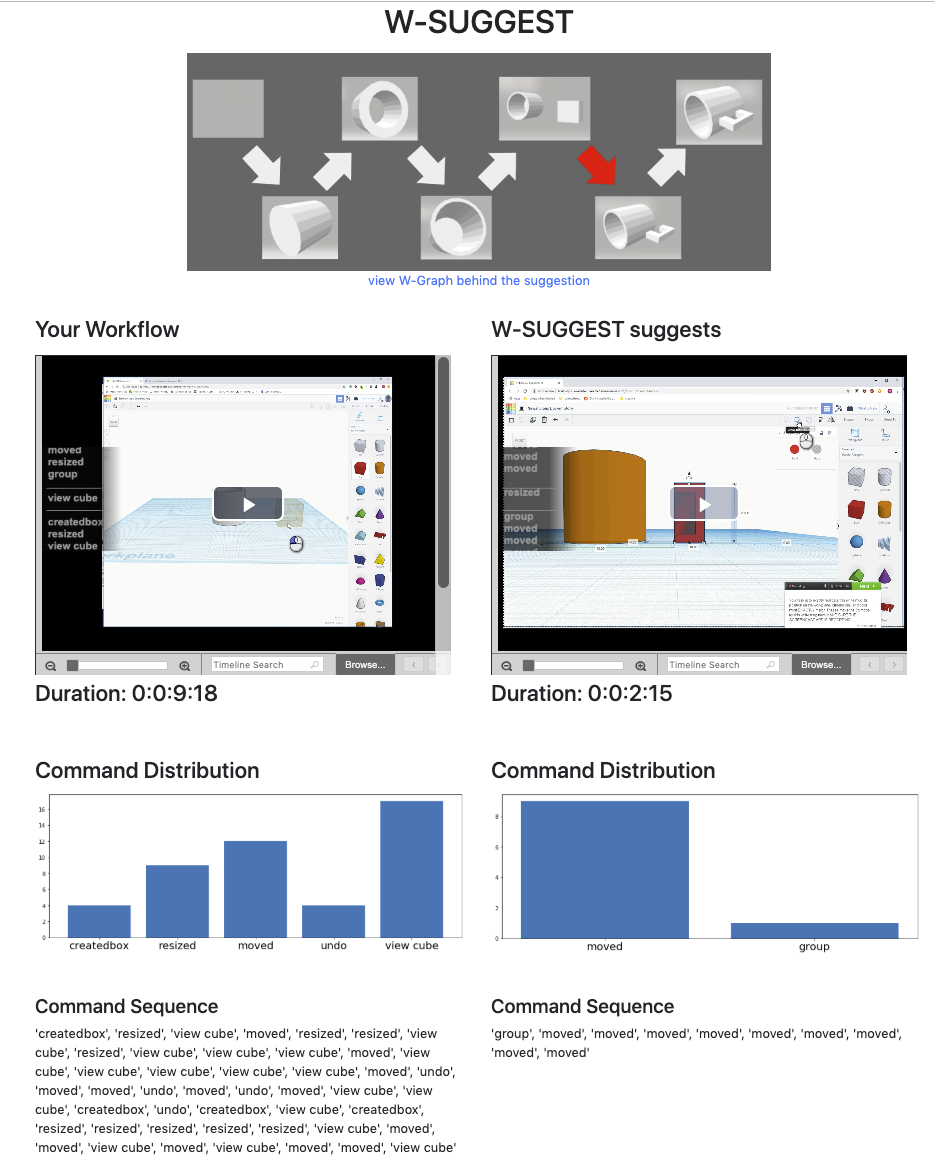 W-SUGGEST
view W-Graph behind the suggestion
Your Workflow
W-SUGGEST suggests
moved
resized
group
view cube
createdbox
resized
view cube
moved
moved
moved
resized
group
moved
moved
moved
Timeline Search
Browse...
Timeline Search
Browse...
Duration: 0:0:9:18
Duration: 0:0:2:15
Command Distribution
Command Distribution
16
14
12
10
8
6
4
2
0
createdbox resized moved undo view cube
8
6
4
2
0
moved group
Command Sequence
'createdbox', 'resized', 'view cube', 'moved', 'resized', 'resized', 'view
cube', 'resized', 'view cube', 'view cube', 'view cube', 'moved', 'view
cube', 'view cube', 'view cube', 'view cube', 'view cube', 'moved', 'undo',
'moved', 'moved', 'undo', 'moved', 'undo', 'moved', 'view cube', 'view
cube', 'createdbox', 'undo', 'createdbox', 'view cube', 'createdbox',
'resized', 'resized', 'resized', 'resized', 'resized', 'view cube', 'moved',
'moved', 'view cube', 'moved', 'view cube', 'moved', 'moved', 'view cube'
Command Sequence
'group', 'moved', 'moved', 'moved', 'moved', 'moved', 'moved', 'moved',
'moved', 'moved'